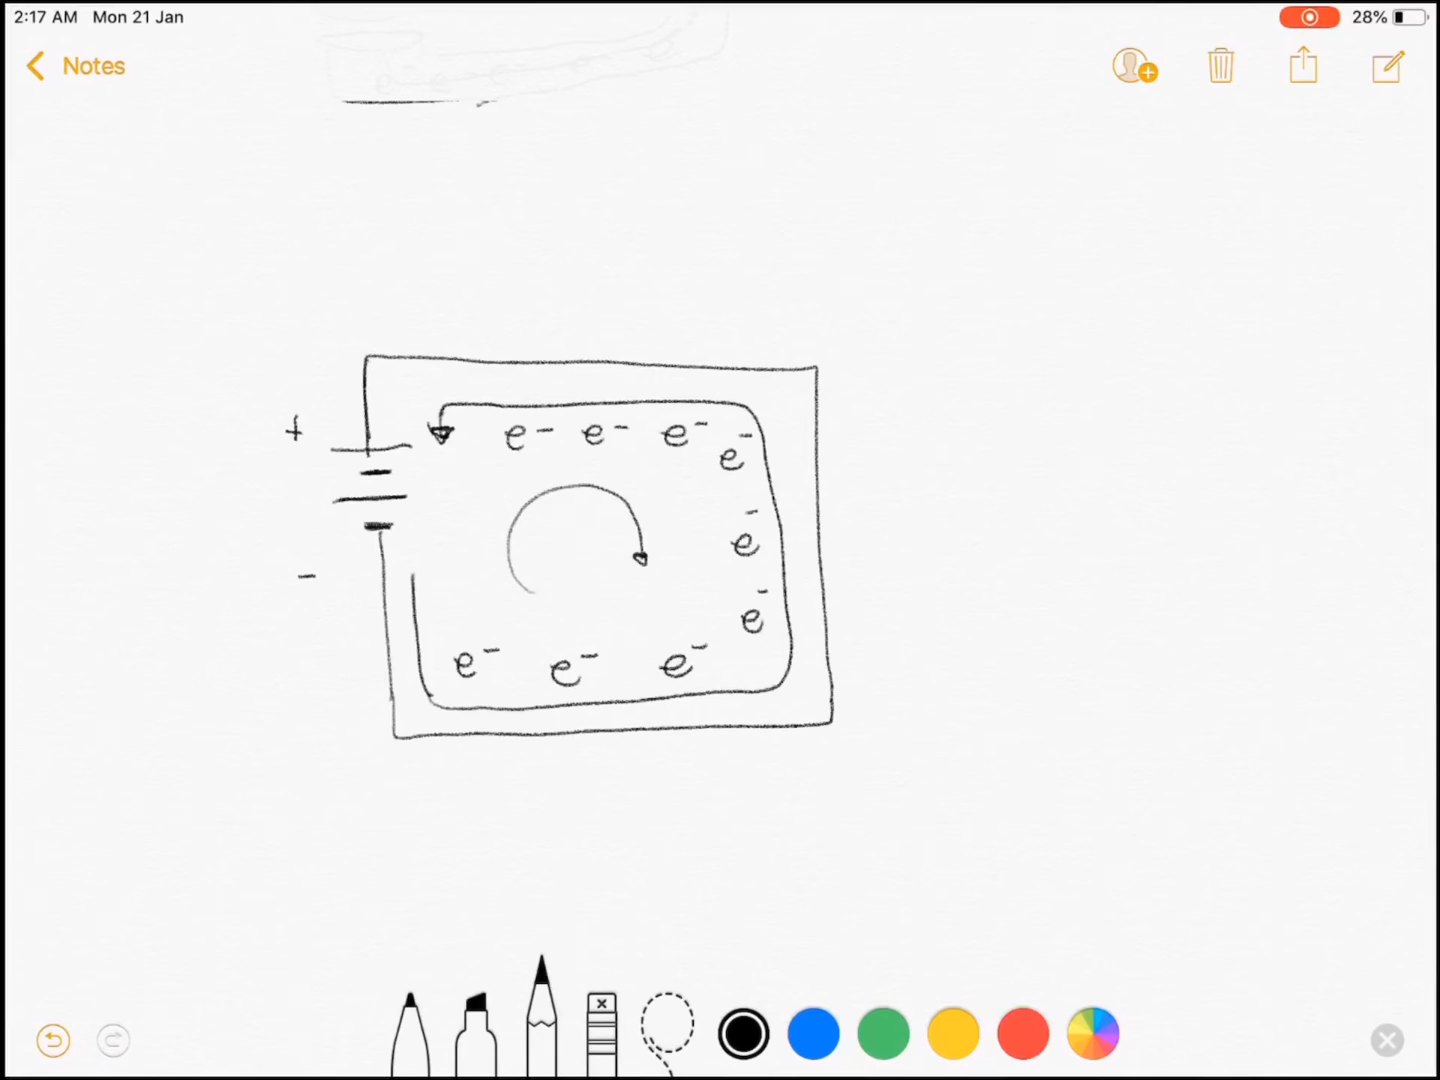 2:17 AM Mon 21 Jan 28%
Notes
+ e⁻ e⁻ e⁻ e⁻
e⁻
-
e⁻
e⁻ e⁻ e⁻